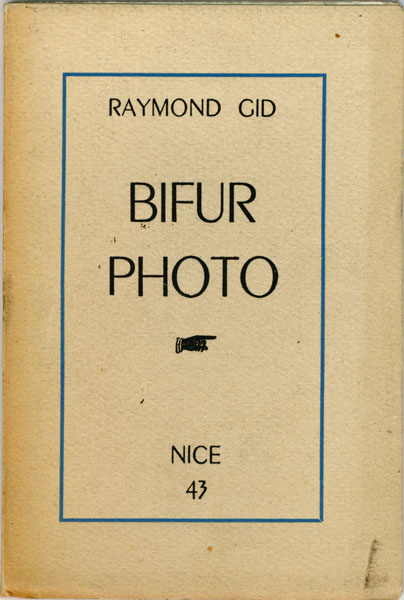 RAYMOND GID
BIFUR
PHOTO
NICE
43